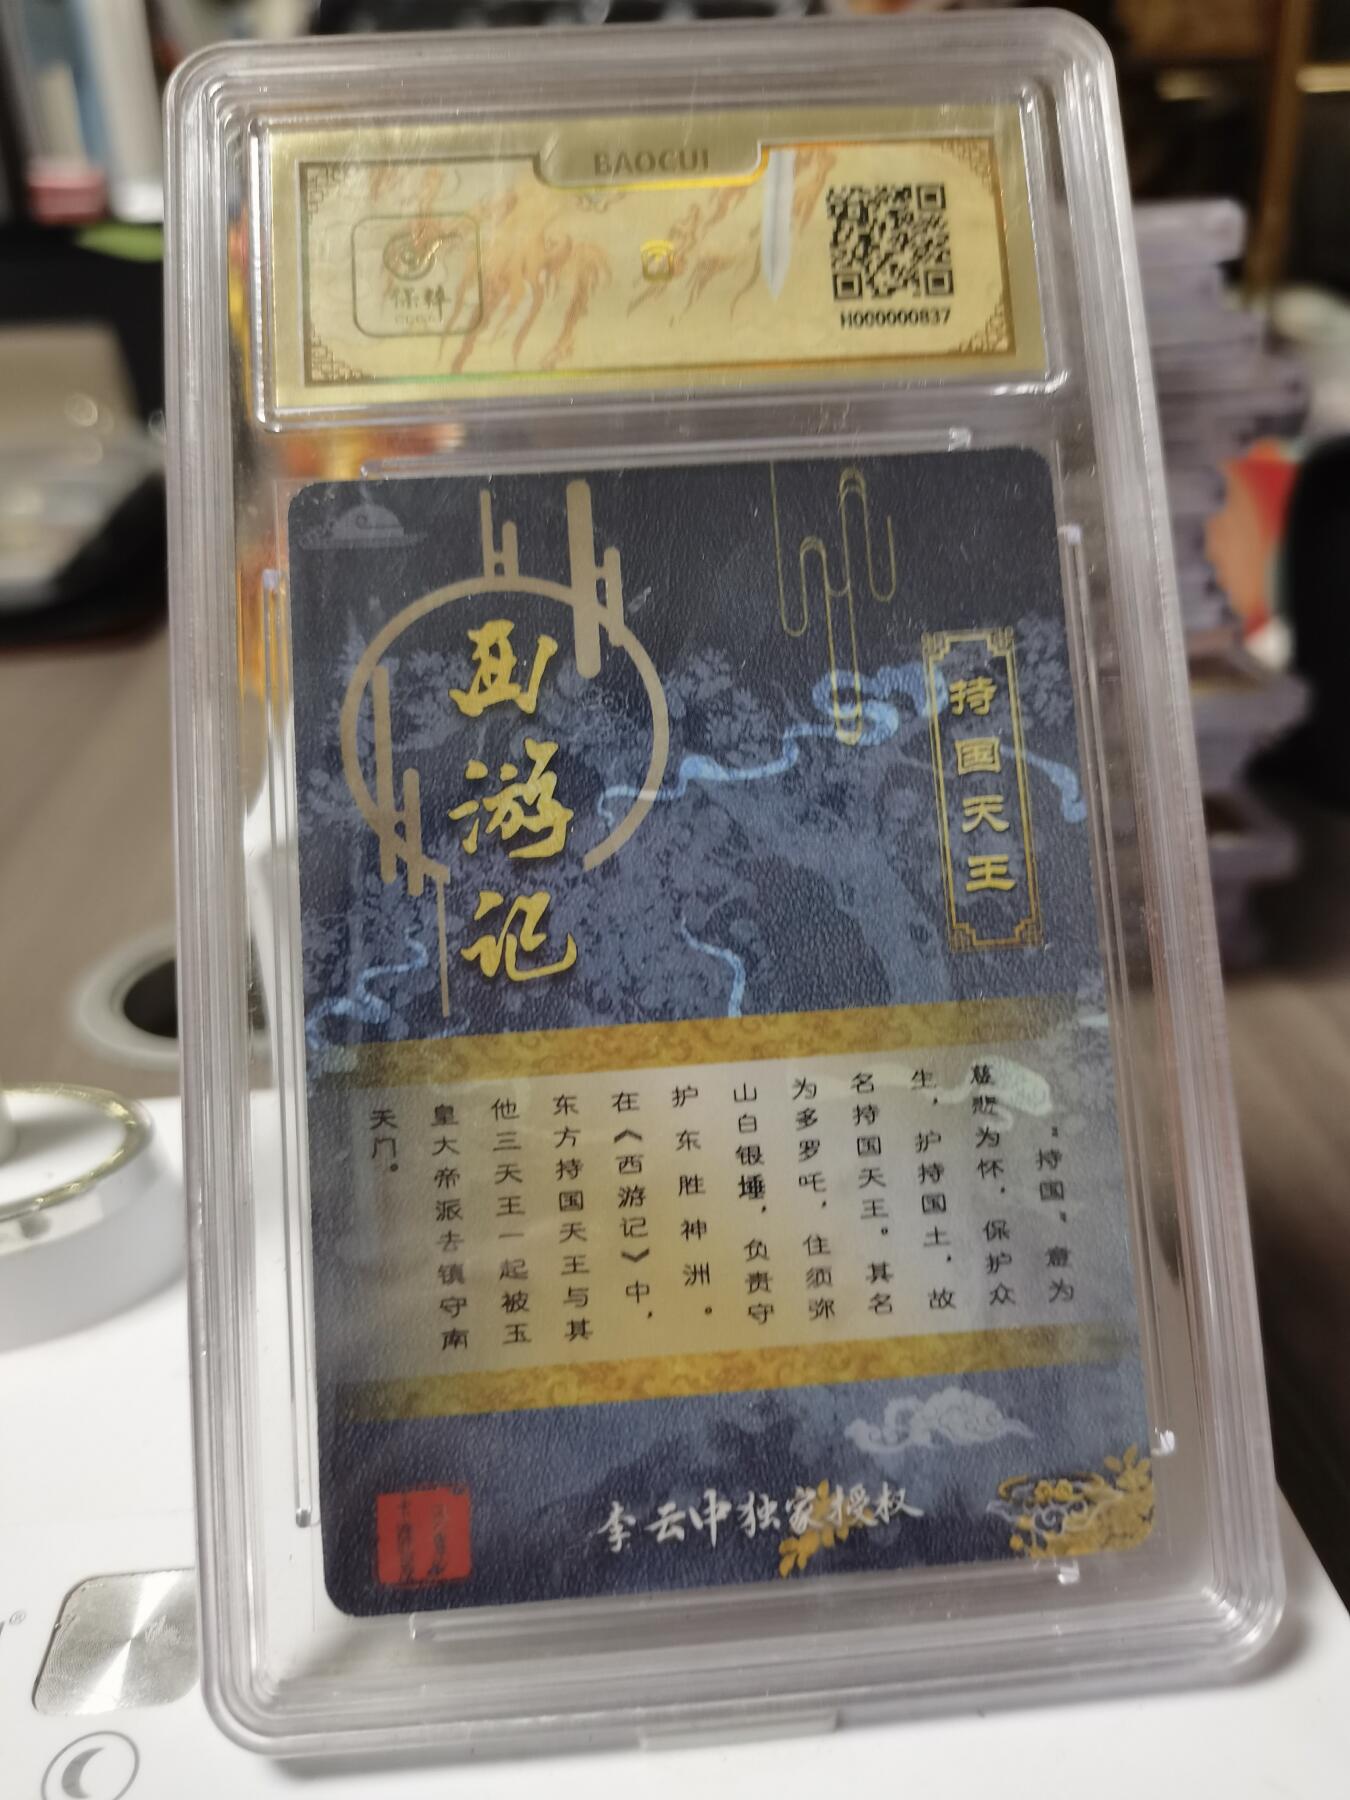 BAOCUI
保粹
H000000837
西游记
持国天王
“持国”意为
慈悲为怀，保护众
生，护持国土，故
名持国天王。其名
为多罗吒，住须弥
山白银埵，负责守
护东胜神洲。
在《西游记》中，
东方持国天王与其
他三天王一起被玉
皇大帝派去镇守南
天门。
李云中独家授权